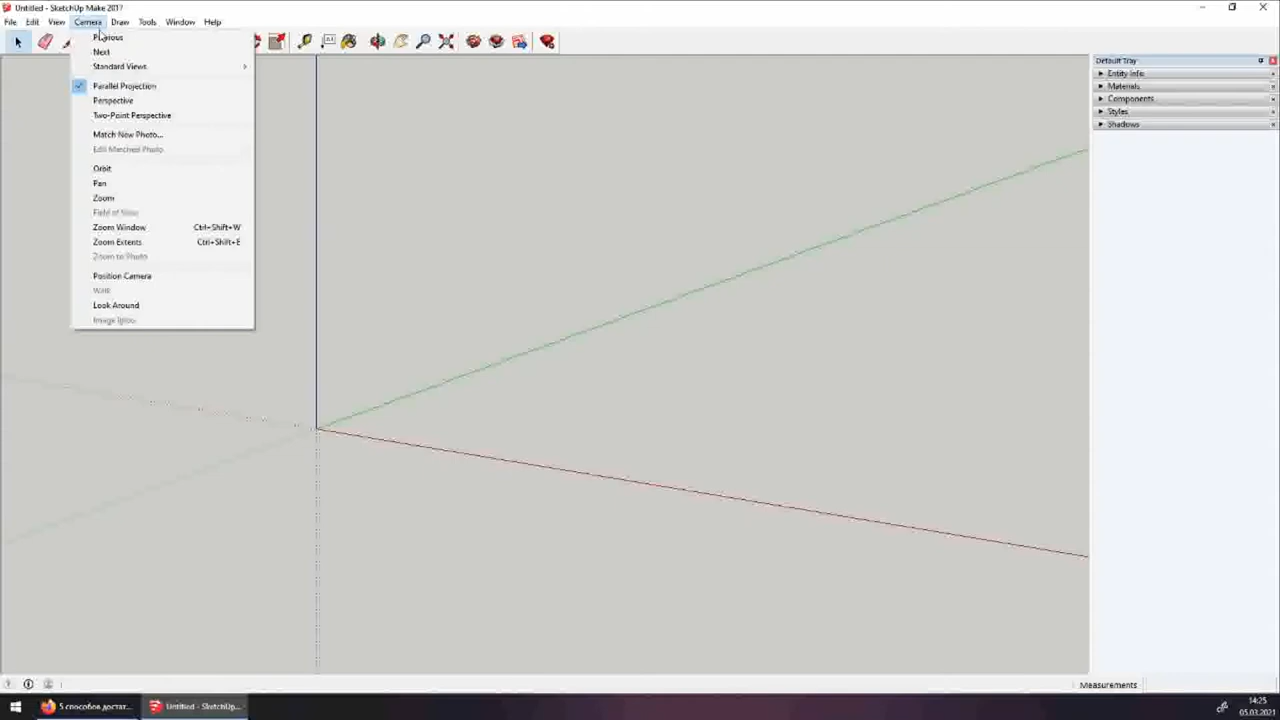 Untitled - SketchUp Make 2017
File Edit View Camera Draw Tools Window Help
Previous
Next
Standard Views
Parallel Projection
Perspective
Two-Point Perspective
Match New Photo...
Edit Matched Photo
Orbit
Pan
Zoom
Field of View
Zoom Window Ctrl+Shift+W
Zoom Extents Ctrl+Shift+E
Zoom to Photo
Position Camera
Walk
Look Around
Image Igloo
Default Tray
Entity Info
Materials
Components
Styles
Shadows
Measurements
5 способов достат...
Untitled - SketchUp...
14:25
05.03.2021